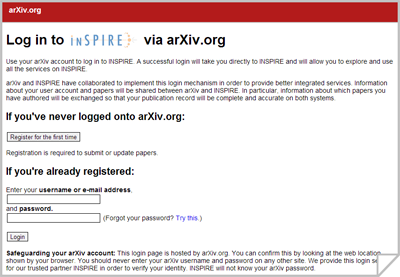 arXiv.org
Log in to INSPIRE via arXiv.org
Use your arXiv account to log in to INSPIRE. A successful login will take you directly to INSPIRE and will allow you to explore and use
all the services on INSPIRE.
arXiv and INSPIRE have collaborated to implement this login mechanism in order to provide better integrated services. Information
about your user account and papers will be shared between arXiv and INSPIRE. In particular, information about which papers you
have authored will be exchanged so that your publication record will be complete and accurate on both systems.
If you've never logged onto arXiv.org:
Register for the first time
Registration is required to submit or update papers.
If you're already registered:
Enter your username or e-mail address,
and password.
(Forgot your password? Try this.)
Login
Safeguarding your arXiv account: This login page is hosted by arXiv.org. You can confirm this by looking at the web location
shown by your browser. You should never enter your arXiv username and password on any other site. We provide this login se
for our trusted partner INSPIRE in order to verify your identity. INSPIRE will not know your arXiv password.